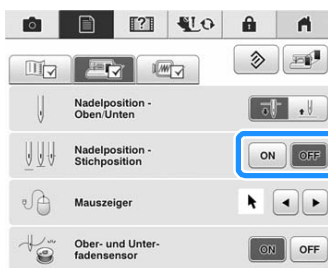 Nadelposition -
Oben/Unten
Nadelposition -
Stichposition
ON OFF
Mauszeiger
Ober- und Unter-
fadensensor
ON OFF